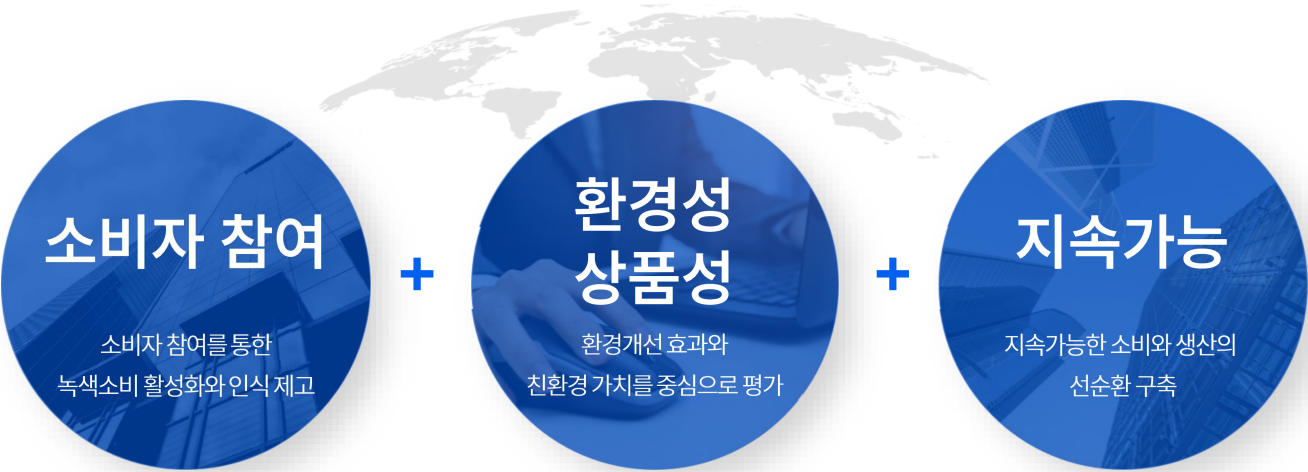 소비자 참여
소비자 참여를 통한
녹색소비 활성화와 인식 제고
+
환경성
상품성
환경개선 효과와
친환경 가치를 중심으로 평가
+
지속가능
지속가능한 소비와 생산의
선순환 구축